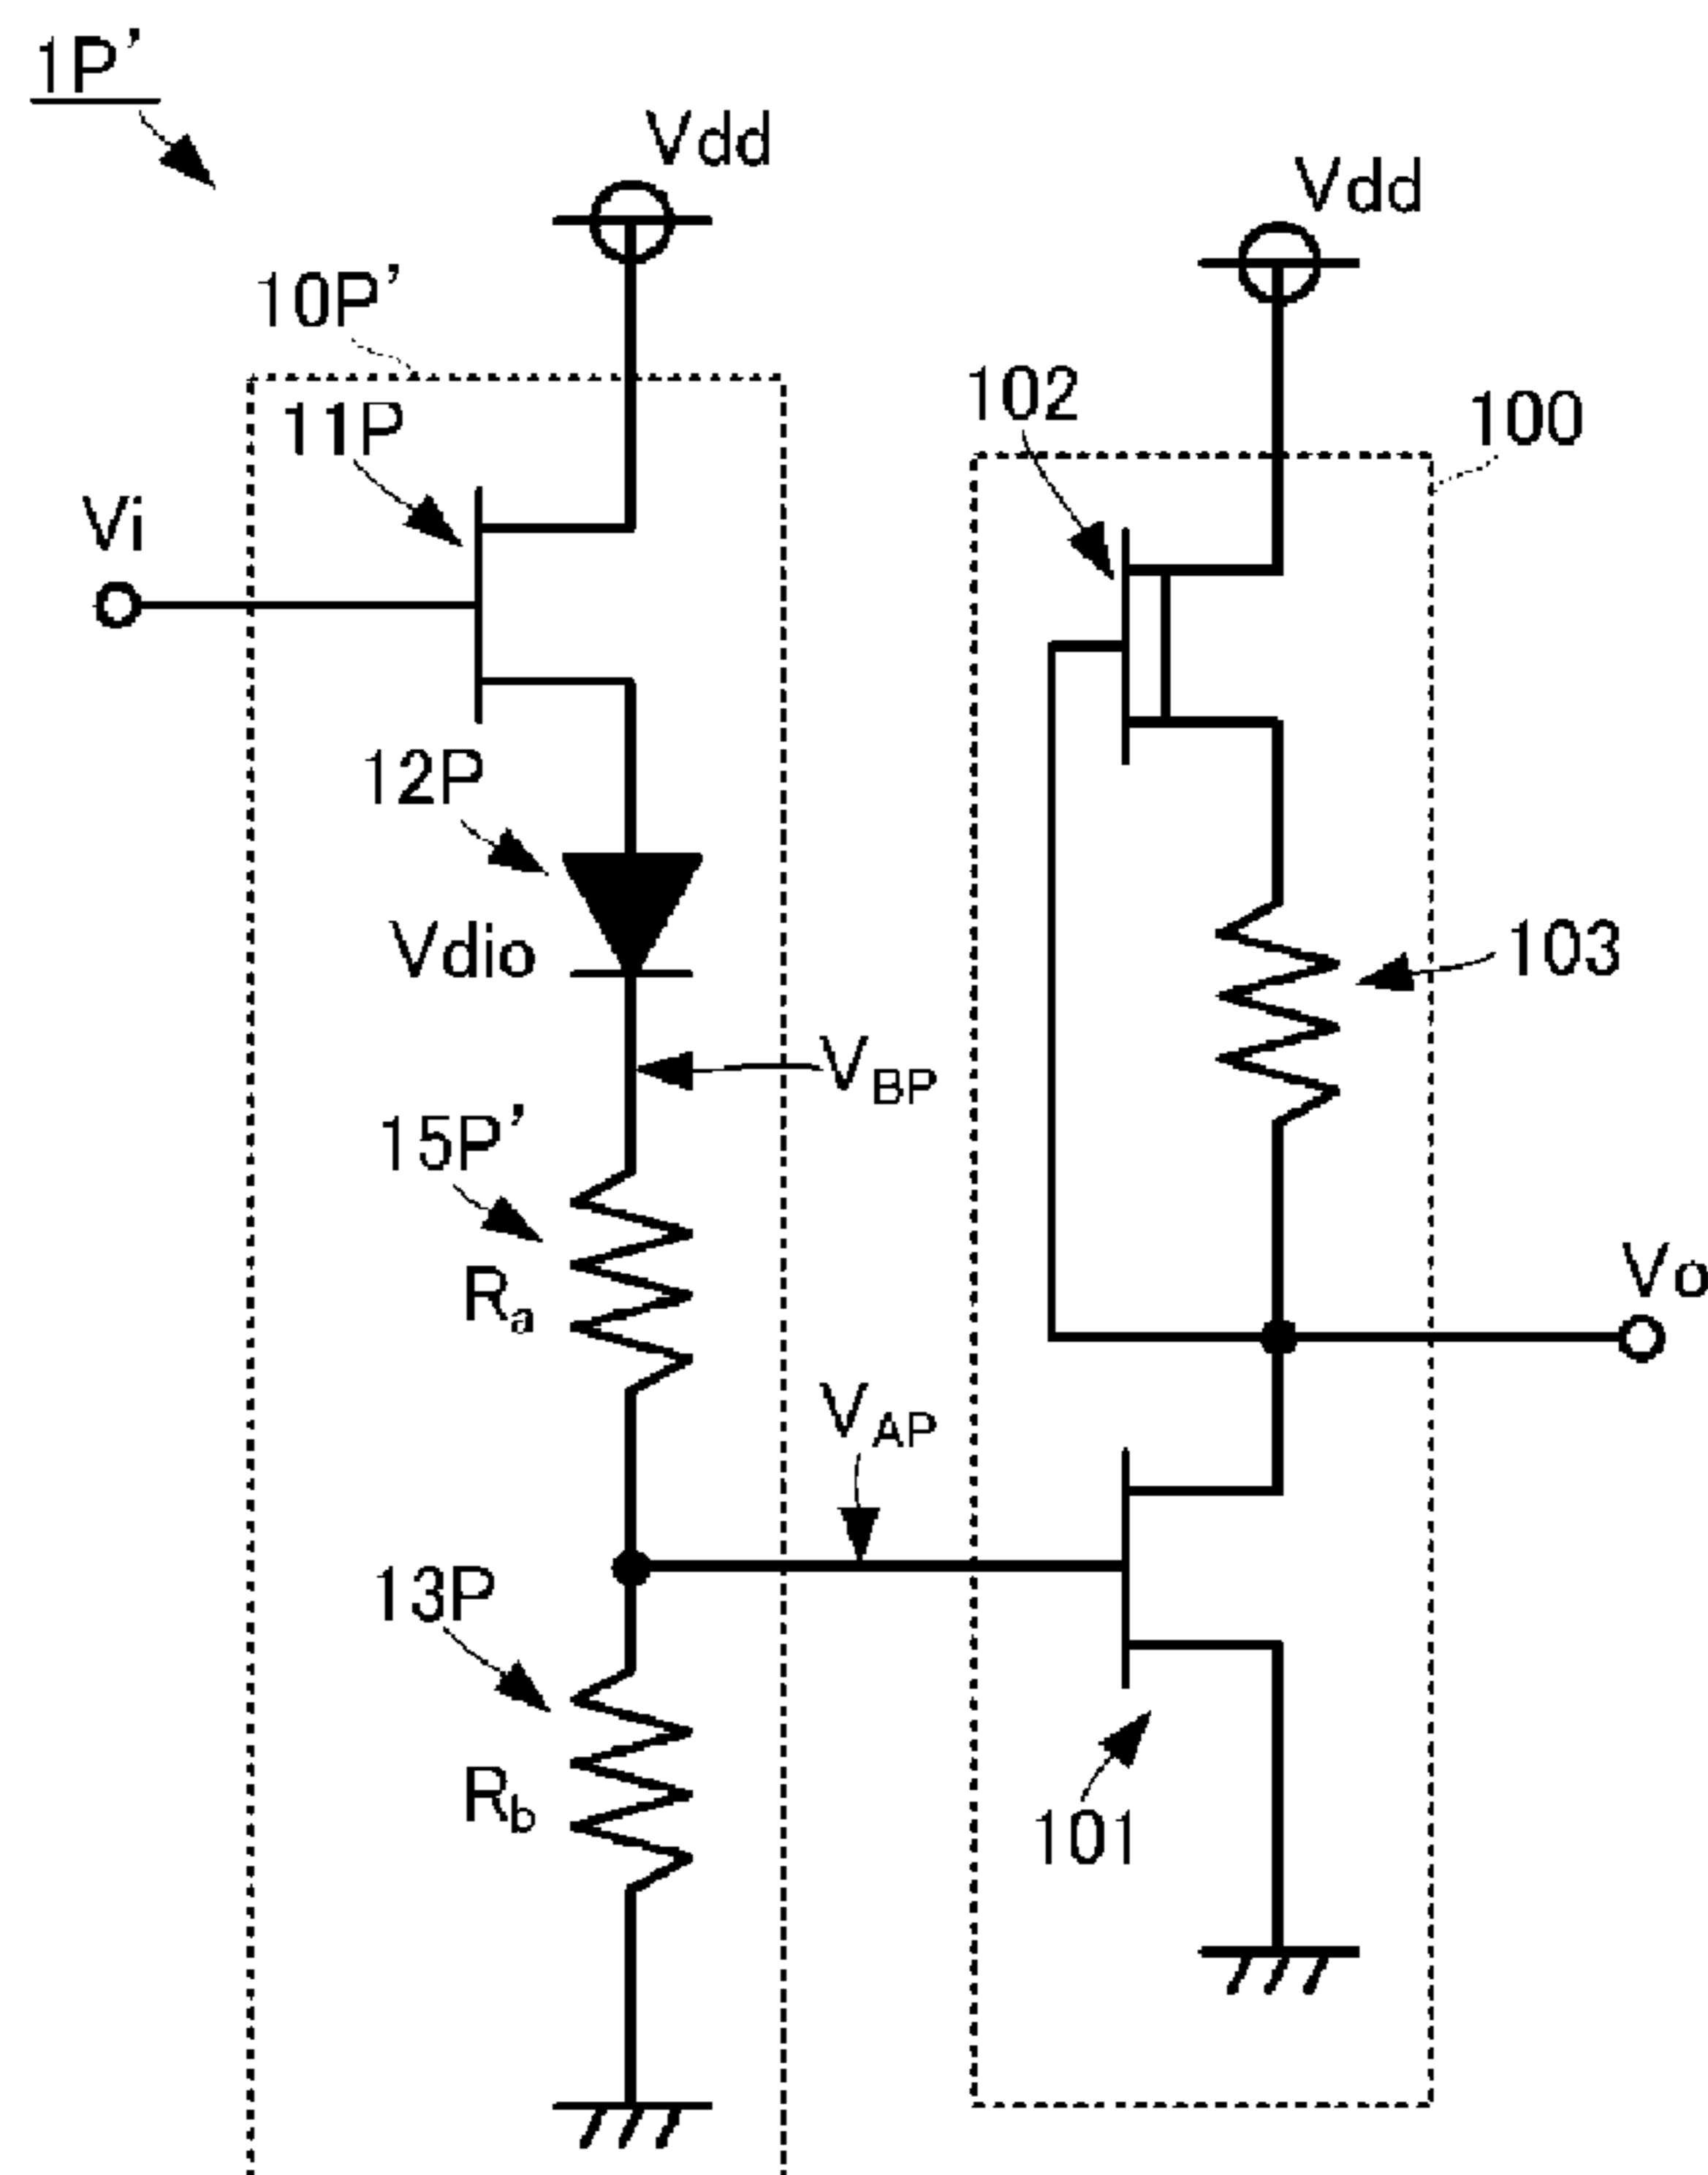 1P'
Vdd
Vdd
10P'
102
100
11P
Vi
12P
Vdio
103
VBP
15P'
Ra
Vo
VAP
13P
Rb
101